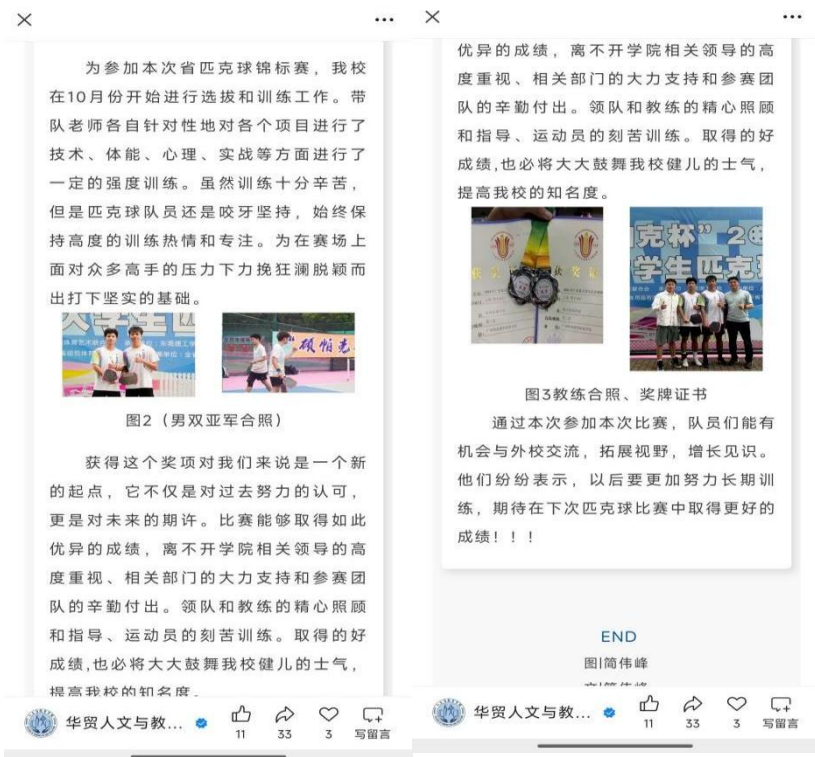 为参加本次省匹克球锦标赛，我校
在10月份开始进行选拔和训练工作。带
队老师各自针对性地对各个项目进行了
技术、体能、心理、实战等方面进行了
一定的强度训练。虽然训练十分辛苦，
但是匹克球队员还是咬牙坚持，始终保
持高度的训练热情和专注。为在赛场上
面对众多高手的压力下力挽狂澜脱颖而
出打下坚实的基础。
图2（男双亚军合照）
获得这个奖项对我们来说是一个新
的起点，它不仅是对过去努力的认可，
更是对未来的期许。比赛能够取得如此
优异的成绩，离不开学院相关领导的高
度重视、相关部门的大力支持和参赛团
队的辛勤付出。领队和教练的精心照顾
和指导、运动员的刻苦训练。取得的好
成绩,也必将大大鼓舞我校健儿的士气，
提高我校的知名度。
华贸人文与教...
11
33
3
写留言
优异的成绩，离不开学院相关领导的高
度重视、相关部门的大力支持和参赛团
队的辛勤付出。领队和教练的精心照顾
和指导、运动员的刻苦训练。取得的好
成绩,也必将大大鼓舞我校健儿的士气，
提高我校的知名度。
克杯” 2
学生匹克
图3教练合照、奖牌证书
通过本次参加本次比赛，队员们能有
机会与外校交流，拓展视野，增长见识。
他们纷纷表示，以后要更加努力长期训
练，期待在下次匹克球比赛中取得更好的
成绩！！！
END
图|简伟峰
文|简伟峰
华贸人文与教...
11
33
3
写留言